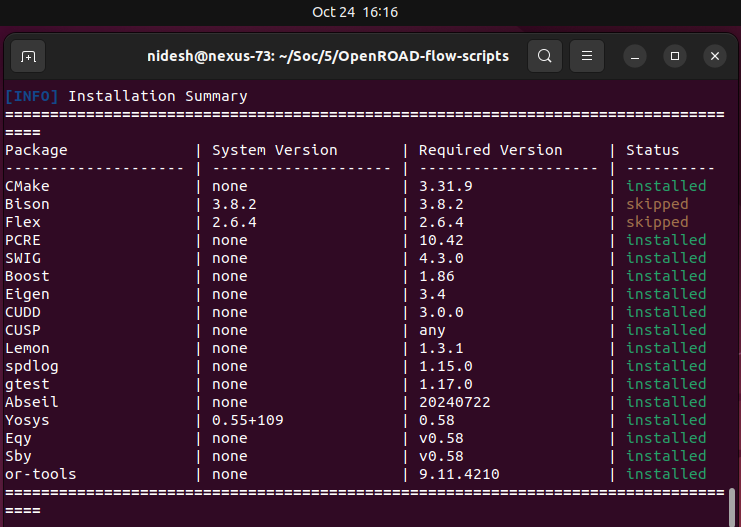 Oct 24 16:16
nidesh@nexus-73: ~/Soc/5/OpenROAD-flow-scripts
[INFO] Installation Summary
================================================================================
====
Package | System Version | Required Version | Status
-------------------- | -------------------- | -------------------- | ----------
CMake | none | 3.31.9 | installed
Bison | 3.8.2 | 3.8.2 | skipped
Flex | 2.6.4 | 2.6.4 | skipped
PCRE | none | 10.42 | installed
SWIG | none | 4.3.0 | installed
Boost | none | 1.86 | installed
Eigen | none | 3.4 | installed
CUDD | none | 3.0.0 | installed
CUSP | none | any | installed
Lemon | none | 1.3.1 | installed
spdlog | none | 1.15.0 | installed
gtest | none | 1.17.0 | installed
Abseil | none | 20240722 | installed
Yosys | 0.55+109 | 0.58 | installed
Eqy | none | v0.58 | installed
Sby | none | v0.58 | installed
or-tools | none | 9.11.4210 | installed
================================================================================
====